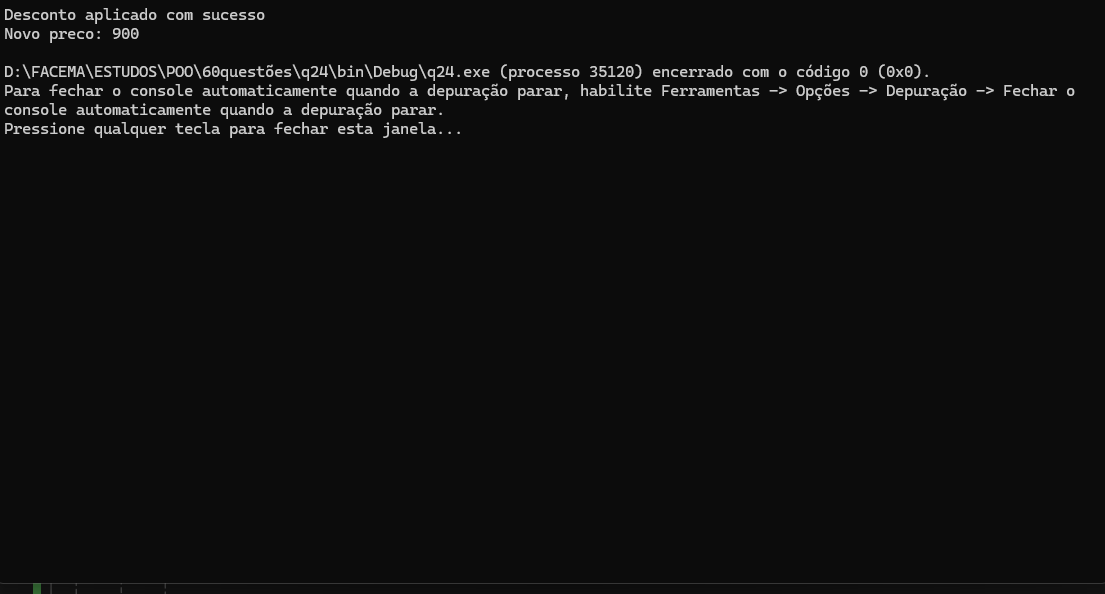 Desconto aplicado com sucesso
Novo preco: 900
D:\FACEMA\ESTUDOS\POO\60questões\q24\bin\Debug\q24.exe (processo 35120) encerrado com o código 0 (0x0).
Para fechar o console automaticamente quando a depuração parar, habilite Ferramentas -> Opções -> Depuração -> Fechar o
console automaticamente quando a depuração parar.
Pressione qualquer tecla para fechar esta janela...